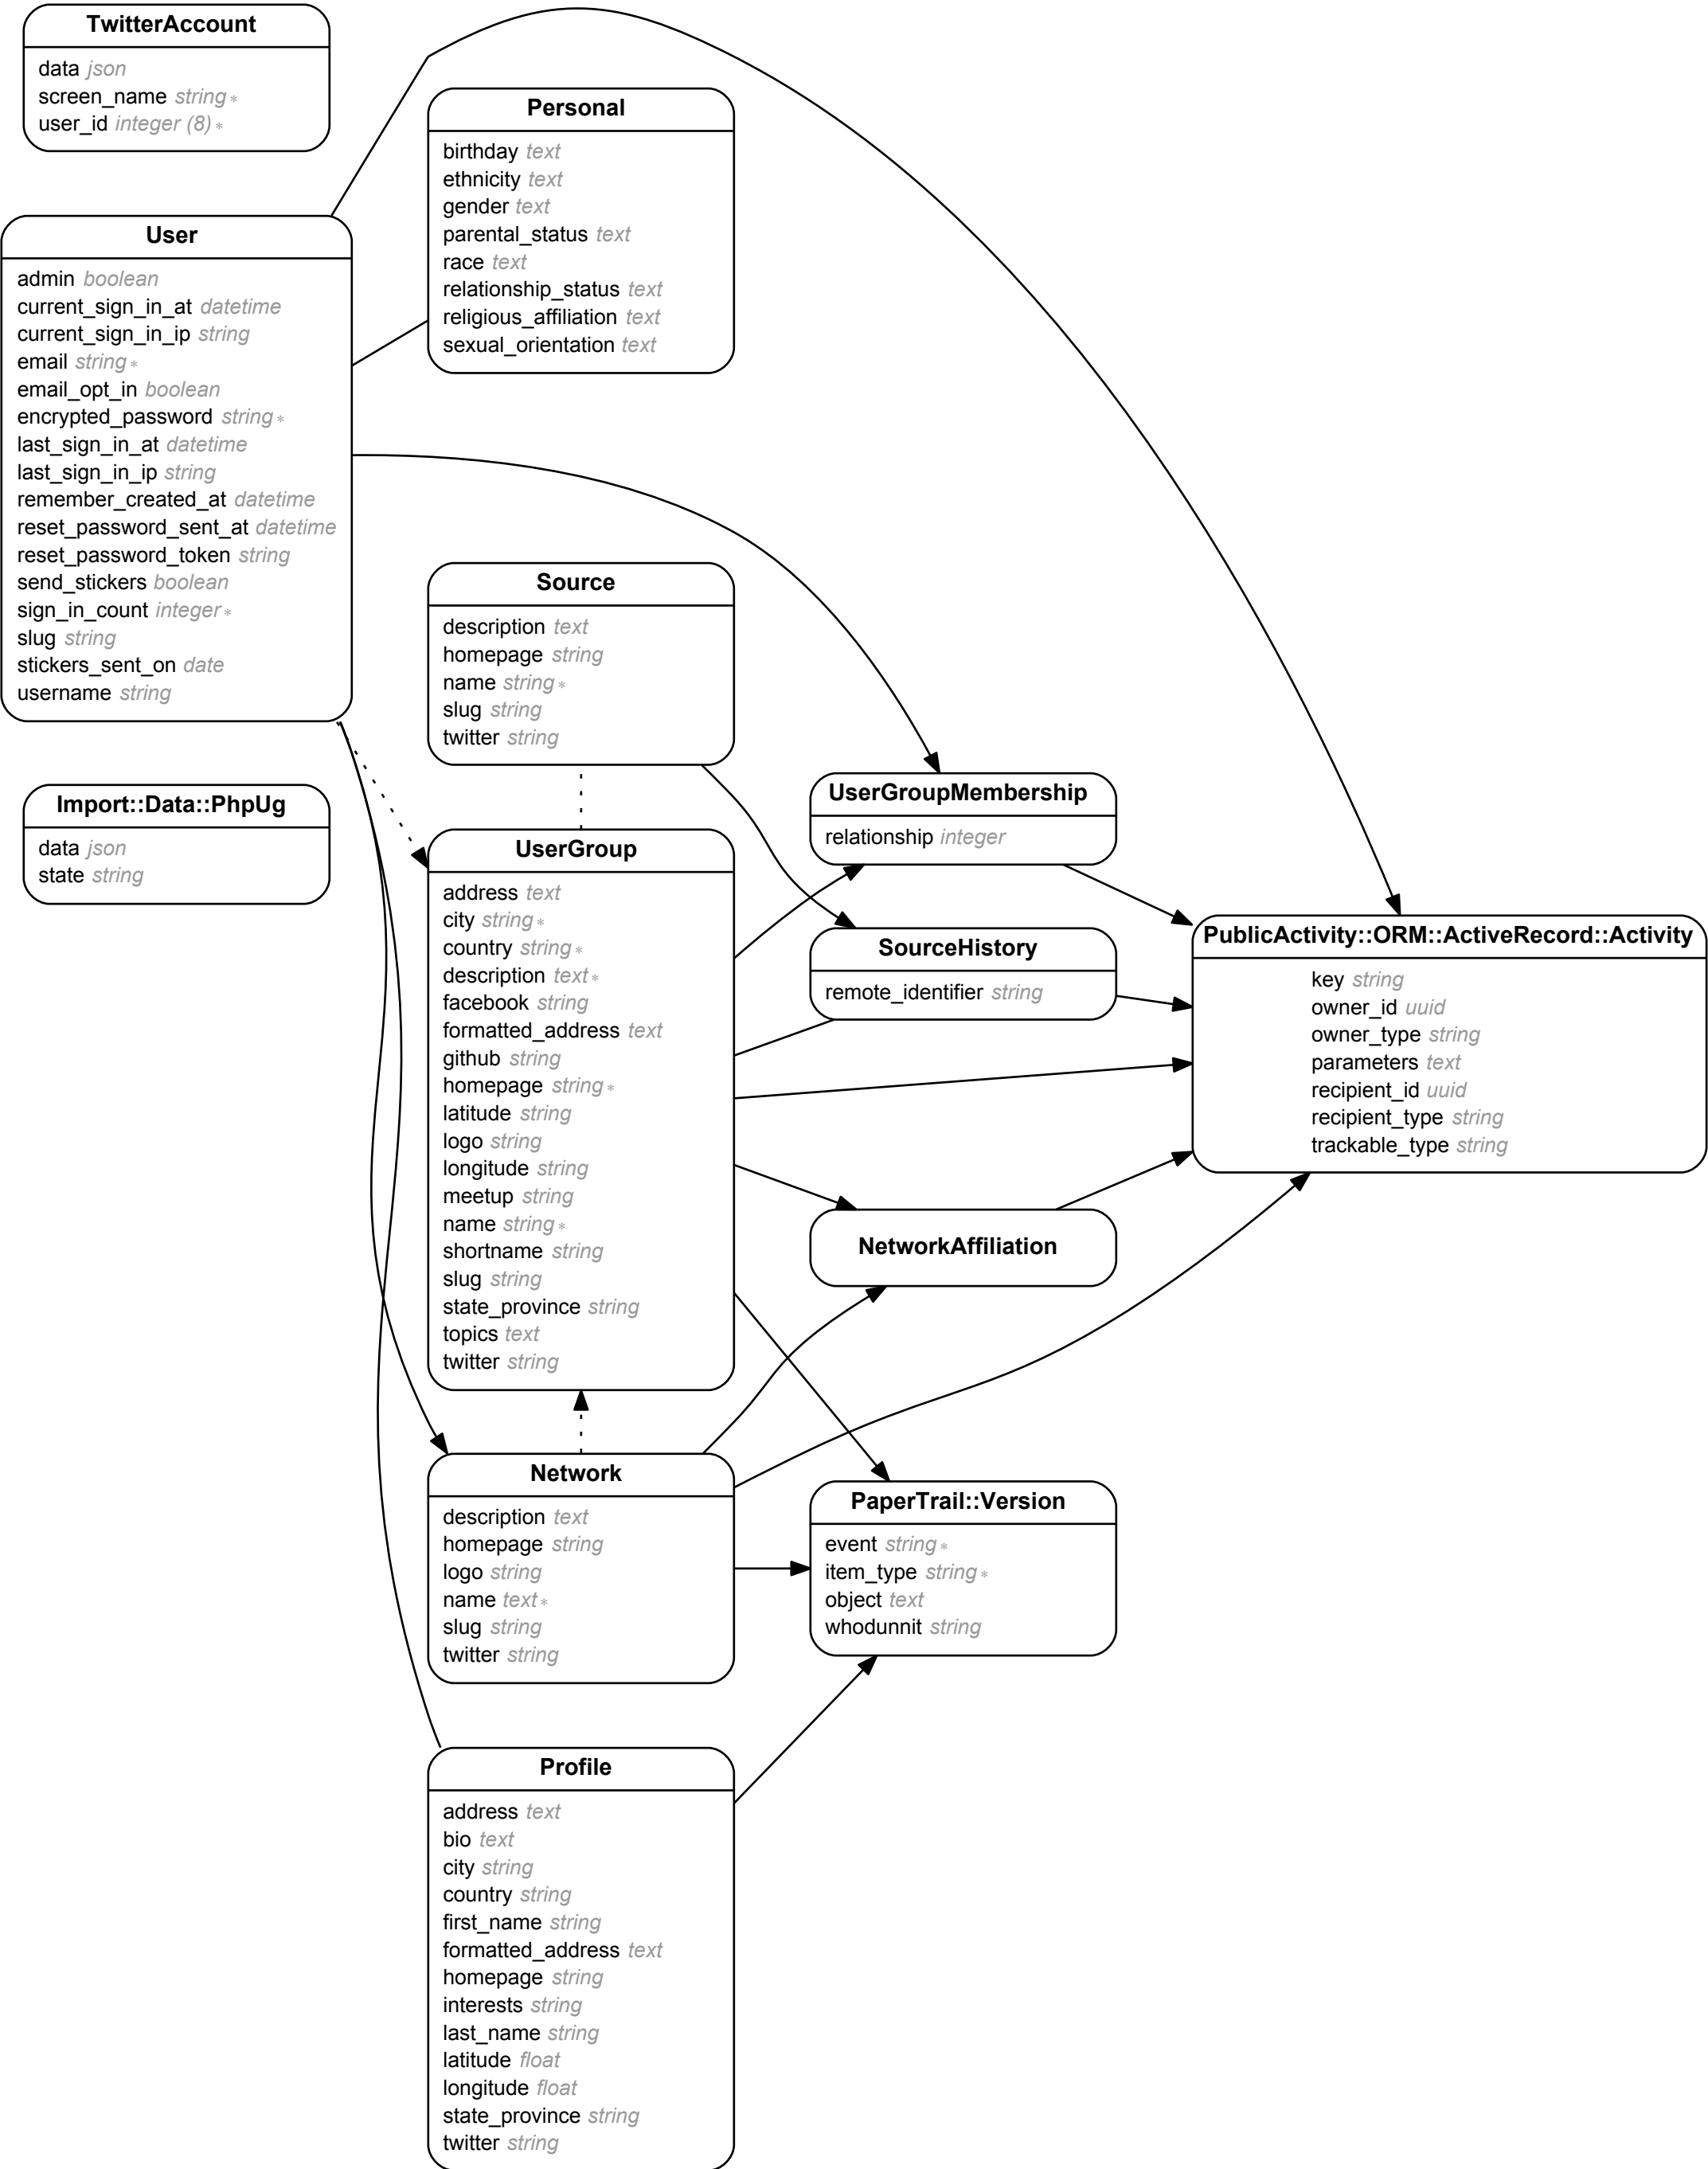 TwitterAccount
data json
screen_name string *
user_id integer (8) *
Personal
birthday text
ethnicity text
gender text
parental_status text
race text
relationship_status text
religious_affiliation text
sexual_orientation text
User
admin boolean
current_sign_in_at datetime
current_sign_in_ip string
email string *
email_opt_in boolean
encrypted_password string *
last_sign_in_at datetime
last_sign_in_ip string
remember_created_at datetime
reset_password_sent_at datetime
reset_password_token string
send_stickers boolean
sign_in_count integer *
slug string
stickers_sent_on date
username string
Source
description text
homepage string
name string *
slug string
twitter string
Import::Data::PhpUg
data json
state string
UserGroup
address text
city string *
country string *
description text *
facebook string
formatted_address text
github string
homepage string *
latitude string
logo string
longitude string
meetup string
name string *
shortname string
slug string
state_province string
topics text
twitter string
UserGroupMembership
relationship integer
SourceHistory
remote_identifier string
PublicActivity::ORM::ActiveRecord::Activity
key string
owner_id uuid
owner_type string
parameters text
recipient_id uuid
recipient_type string
trackable_type string
NetworkAffiliation
Network
description text
homepage string
logo string
name text *
slug string
twitter string
PaperTrail::Version
event string *
item_type string *
object text
whodunnit string
Profile
address text
bio text
city string
country string
first_name string
formatted_address text
homepage string
interests string
last_name string
latitude float
longitude float
state_province string
twitter string